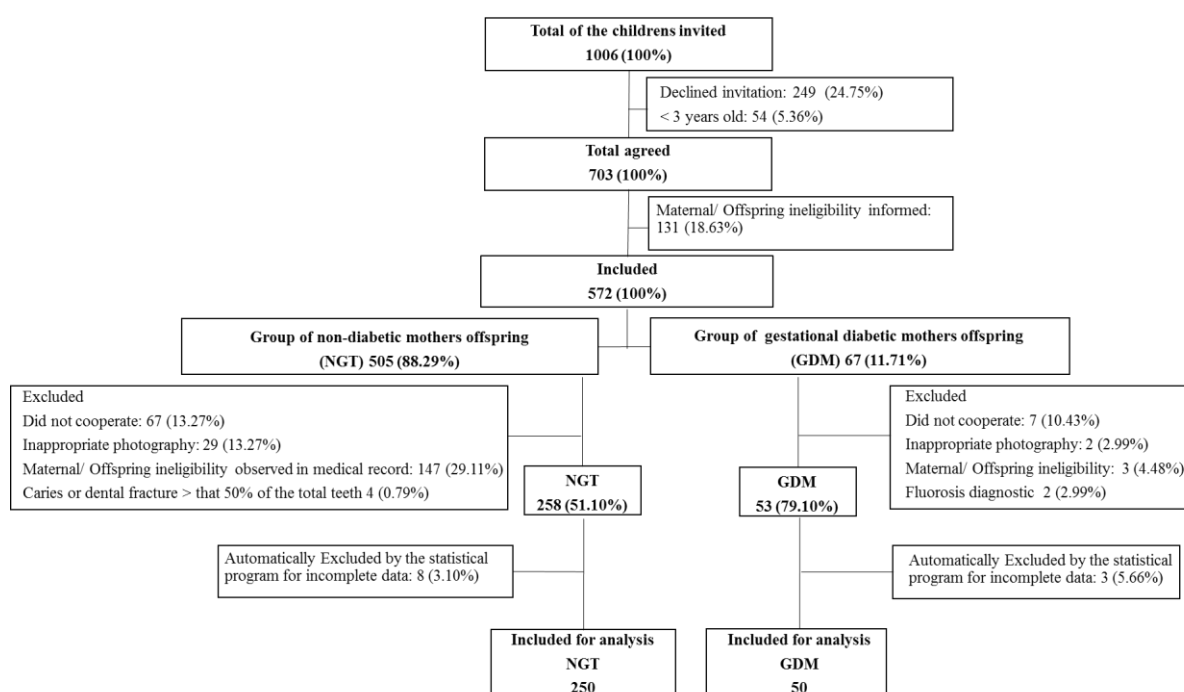 Total of the childrens invited
1006 (100%)
Declined invitation: 249 (24.75%)
< 3 years old: 54 (5.36%)
Total agreed
703 (100%)
Maternal/ Offspring ineligibility informed:
131 (18.63%)
Included
572 (100%)
Group of non-diabetic mothers offspring
(NGT) 505 (88.29%)
Group of gestational diabetic mothers offspring
(GDM) 67 (11.71%)
Excluded
Did not cooperate: 67 (13.27%)
Inappropriate photography: 29 (13.27%)
Maternal/ Offspring ineligibility observed in medical record: 147 (29.11%)
Caries or dental fracture > that 50% of the total teeth 4 (0.79%)
Excluded
Did not cooperate: 7 (10.43%)
Inappropriate photography: 2 (2.99%)
Maternal/ Offspring ineligibility: 3 (4.48%)
Fluorosis diagnostic 2 (2.99%)
NGT
258 (51.10%)
GDM
53 (79.10%)
Automatically Excluded by the statistical
program for incomplete data: 8 (3.10%)
Automatically Excluded by the statistical
program for incomplete data: 3 (5.66%)
Included for analysis
NGT
250
Included for analysis
GDM
50